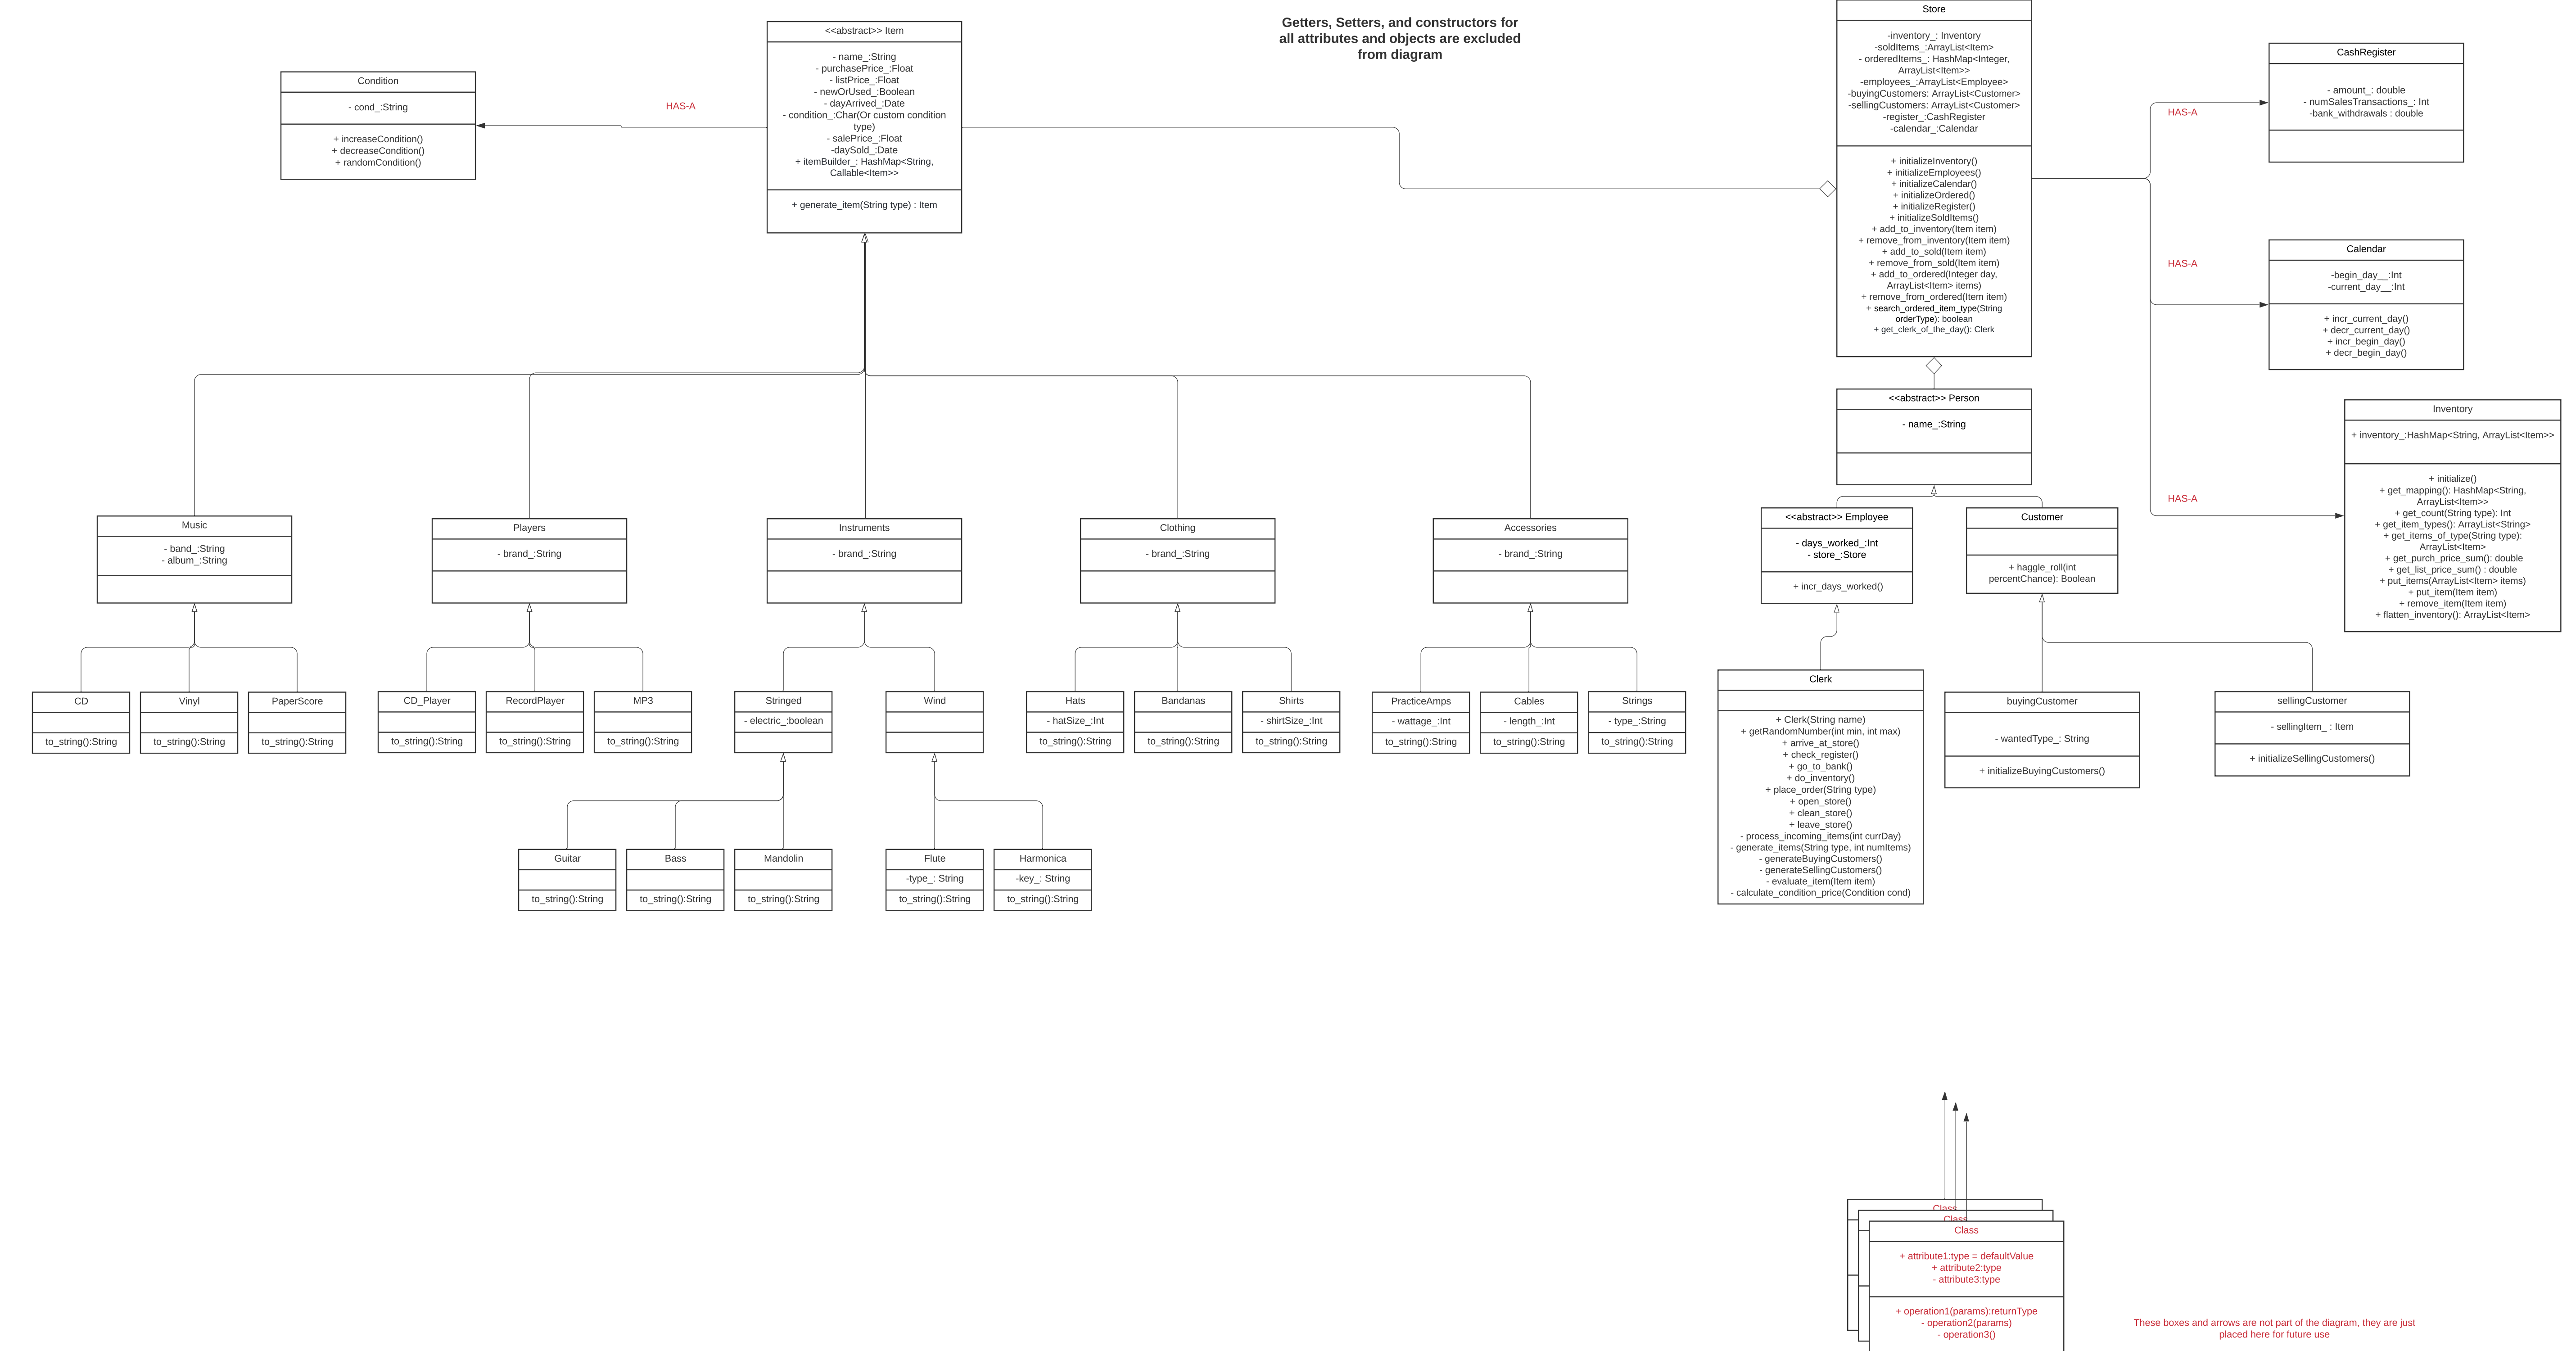 Getters, Setters, and constructors for
all attributes and objects are excluded
from diagram
Condition
- cond_:String
+ increaseCondition()
+ decreaseCondition()
+ randomCondition()
HAS-A
<<abstract>> Item
- name_:String
- purchasePrice_:Float
- listPrice_:Float
- newOrUsed_:Boolean
- dayArrived_:Date
- condition_:Char(Or custom condition
type)
- salePrice_:Float
-daySold_:Date
+ itemBuilder_: HashMap<String,
Callable<Item>>
+ generate_item(String type) : Item
Store
-inventory_: Inventory
-soldItems_:ArrayList<Item>
- orderedItems_: HashMap<Integer,
ArrayList<Item>>
-employees_:ArrayList<Employee>
-buyingCustomers: ArrayList<Customer>
-sellingCustomers: ArrayList<Customer>
-register_:CashRegister
-calendar_:Calendar
+ initializeInventory()
+ initializeEmployees()
+ initializeCalendar()
+ initializeOrdered()
+ initializeRegister()
+ initializeSoldItems()
+ add_to_inventory(Item item)
+ remove_from_inventory(Item item)
+ add_to_sold(Item item)
+ remove_from_sold(Item item)
+ add_to_ordered(Integer day,
ArrayList<Item> items)
+ remove_from_ordered(Item item)
+ search_ordered_item_type(String
orderType): boolean
+ get_clerk_of_the_day(): Clerk
HAS-A
CashRegister
- amount_: double
- numSalesTransactions_: Int
-bank_withdrawals : double
HAS-A
Calendar
-begin_day__:Int
-current_day__:Int
+ incr_current_day()
+ decr_current_day()
+ incr_begin_day()
+ decr_begin_day()
HAS-A
Inventory
+ inventory_:HashMap<String, ArrayList<Item>>
+ initialize()
+ get_mapping(): HashMap<String,
ArrayList<Item>>
+ get_count(String type): Int
+ get_item_types(): ArrayList<String>
+ get_items_of_type(String type):
ArrayList<Item>
+ get_purch_price_sum(): double
+ get_list_price_sum() : double
+ put_items(ArrayList<Item> items)
+ put_item(Item item)
+ remove_item(Item item)
+ flatten_inventory(): ArrayList<Item>
<<abstract>> Person
- name_:String
<<abstract>> Employee
- days_worked_:Int
- store_:Store
+ incr_days_worked()
Customer
+ haggle_roll(int
percentChance): Boolean
Music
- band_:String
- album_:String
Players
- brand_:String
Instruments
- brand_:String
Clothing
- brand_:String
Accessories
- brand_:String
CD
to_string():String
Vinyl
to_string():String
PaperScore
to_string():String
CD_Player
to_string():String
RecordPlayer
to_string():String
MP3
to_string():String
Stringed
- electric_:boolean
Wind
Hats
- hatSize_:Int
to_string():String
Bandanas
to_string():String
Shirts
- shirtSize_:Int
to_string():String
PracticeAmps
- wattage_:Int
to_string():String
Cables
- length_:Int
to_string():String
Strings
- type_:String
to_string():String
Clerk
+ Clerk(String name)
+ getRandomNumber(int min, int max)
+ arrive_at_store()
+ check_register()
+ go_to_bank()
+ do_inventory()
+ place_order(String type)
+ open_store()
+ clean_store()
+ leave_store()
- process_incoming_items(int currDay)
- generate_items(String type, int numItems)
- generateBuyingCustomers()
- generateSellingCustomers()
- evaluate_item(Item item)
- calculate_condition_price(Condition cond)
buyingCustomer
- wantedType_: String
+ initializeBuyingCustomers()
sellingCustomer
- sellingItem_ : Item
+ initializeSellingCustomers()
Guitar
to_string():String
Bass
to_string():String
Mandolin
to_string():String
Flute
-type_: String
to_string():String
Harmonica
-key_: String
to_string():String
Class
Class
Class
+ attribute1:type = defaultValue
+ attribute2:type
- attribute3:type
+ operation1(params):returnType
- operation2(params)
- operation3()
These boxes and arrows are not part of the diagram, they are just
placed here for future use